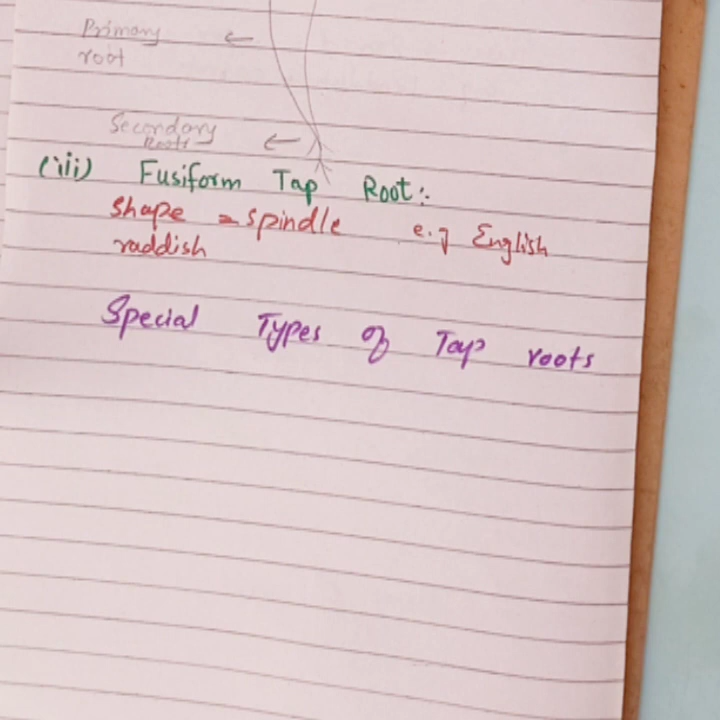 Primary ←
root
Secondary ←
Roots
(iii) Fusiform Tap Root:.
Shape = spindle e.g English
raddish
Special Types of Tap roots